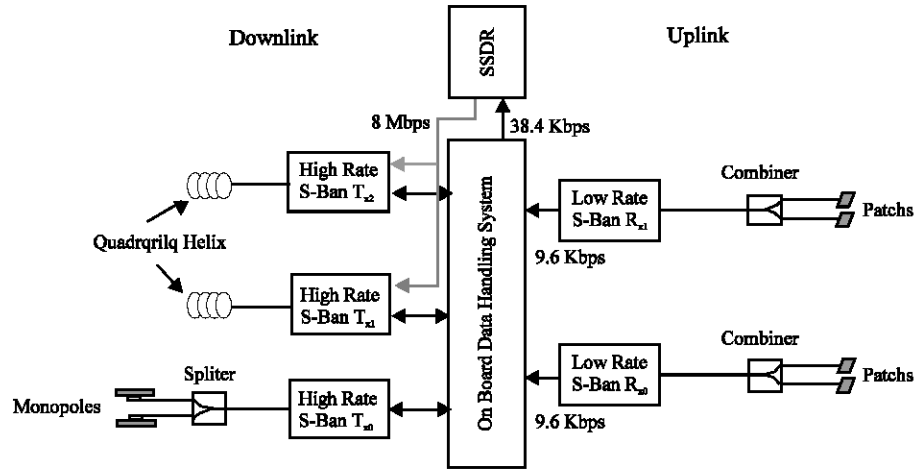 Downlink
SSDR
Uplink
8 Mbps
38.4 Kbps
High Rate
S-Ban Tx2
Quadrqrilq Helix
High Rate
S-Ban Tx1
Spliter
Monopoles
High Rate
S-Ban Tx0
On Board Data Handling System
Low Rate
S-Ban Rx1
9.6 Kbps
Combiner
Patchs
Low Rate
S-Ban Rx0
9.6 Kbps
Combiner
Patchs